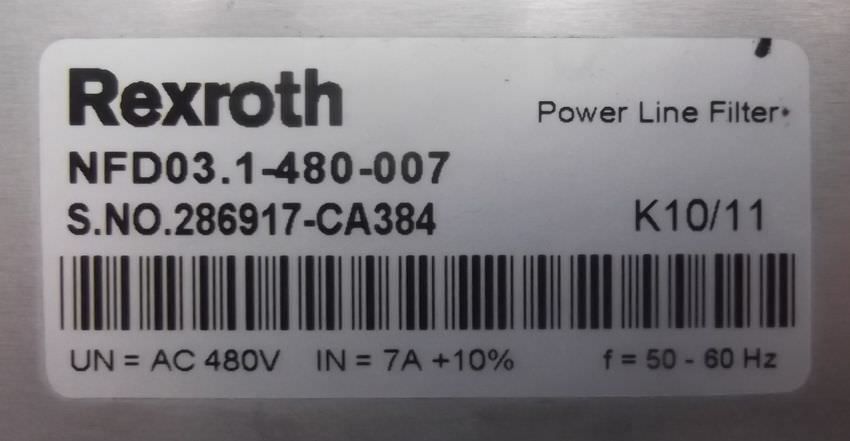 Rexroth
Power Line Filter
NFD03.1-480-007
S.NO.286917-CA384
K10/11
UN = AC 480V IN = 7A +10% f = 50 - 60 Hz